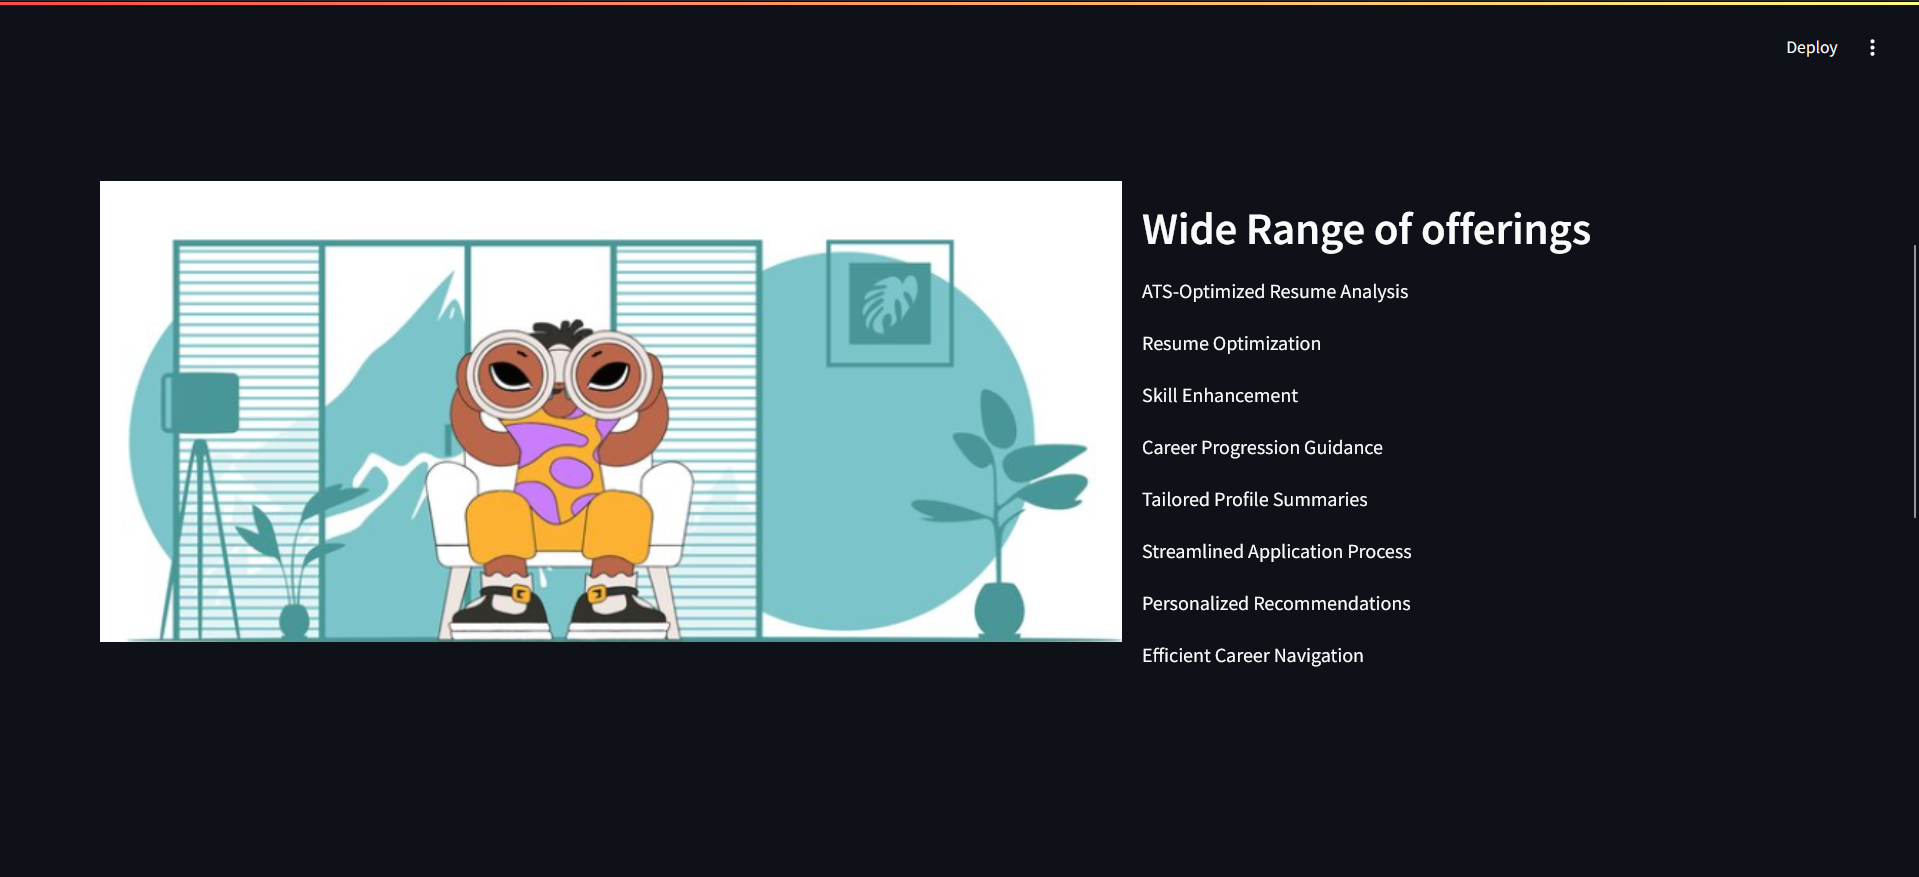 Deploy
Wide Range of offerings
ATS-Optimized Resume Analysis
Resume Optimization
Skill Enhancement
Career Progression Guidance
Tailored Profile Summaries
Streamlined Application Process
Personalized Recommendations
Efficient Career Navigation